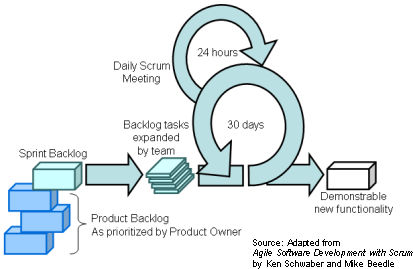 24 hours
Daily Scrum
Meeting
Backlog tasks
expanded
by team
30 days
Sprint Backlog
Product Backlog
As prioritized by Product Owner
Demonstrable
new functionality
Source: Adapted from
Agile Software Development with Scrum
by Ken Schwaber and Mike Beedle